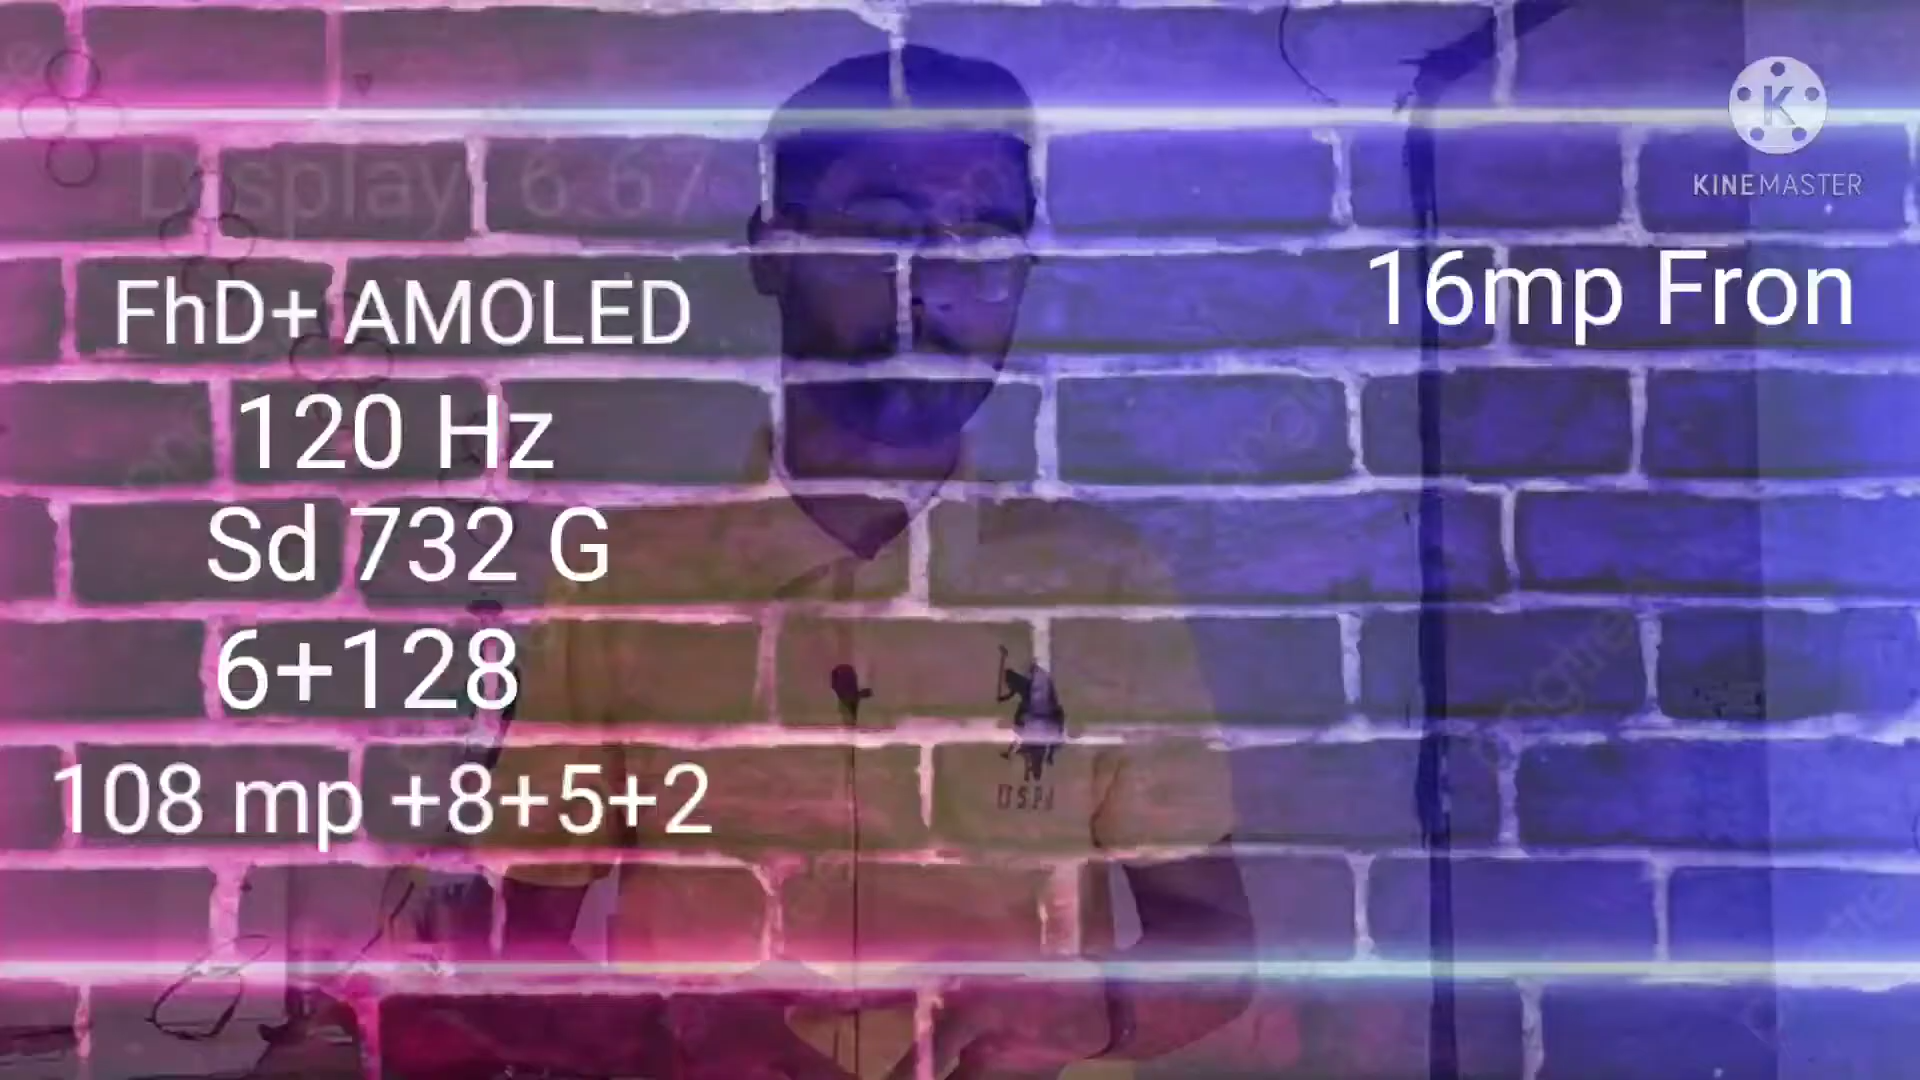 Display 6.67
FhD+ AMOLED
120 Hz
Sd 732 G
6+128
108 mp +8+5+2
16mp Fron
KINEMASTER
USPA